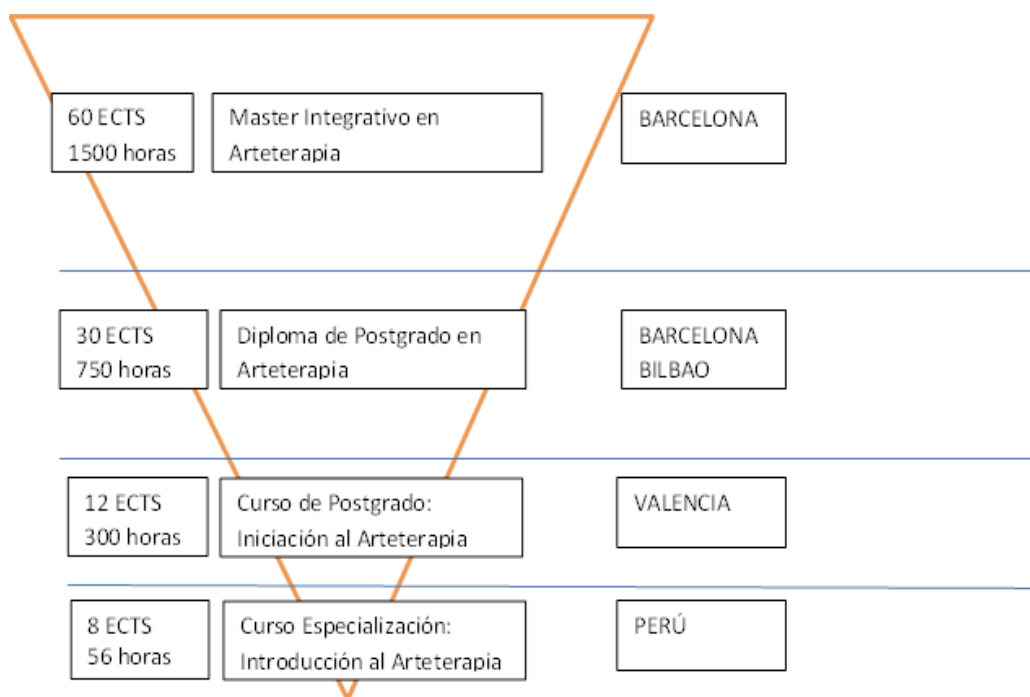 60 ECTS
1500 horas
Master Integrativo en
Arteterapia
BARCELONA
30 ECTS
750 horas
Diploma de Postgrado en
Arteterapia
BARCELONA
BILBAO
12 ECTS
300 horas
Curso de Postgrado:
Iniciación al Arteterapia
VALENCIA
8 ECTS
56 horas
Curso Especialización:
Introducción al Arteterapia
PERÚ